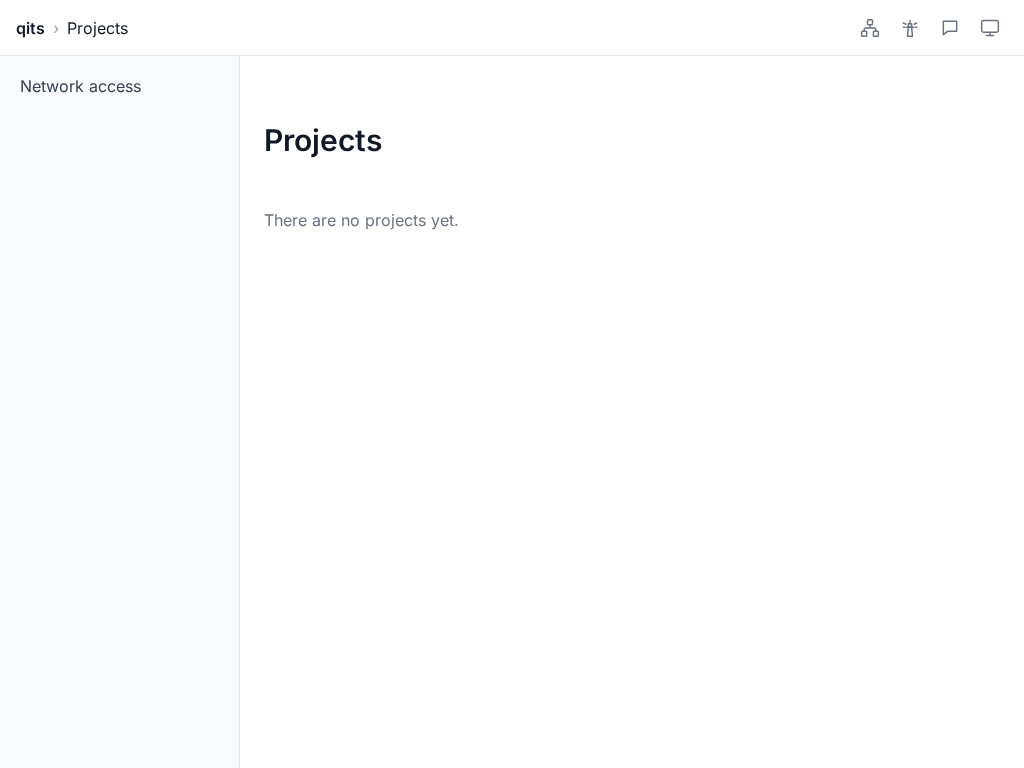 qits › Projects
Network access
Projects
There are no projects yet.